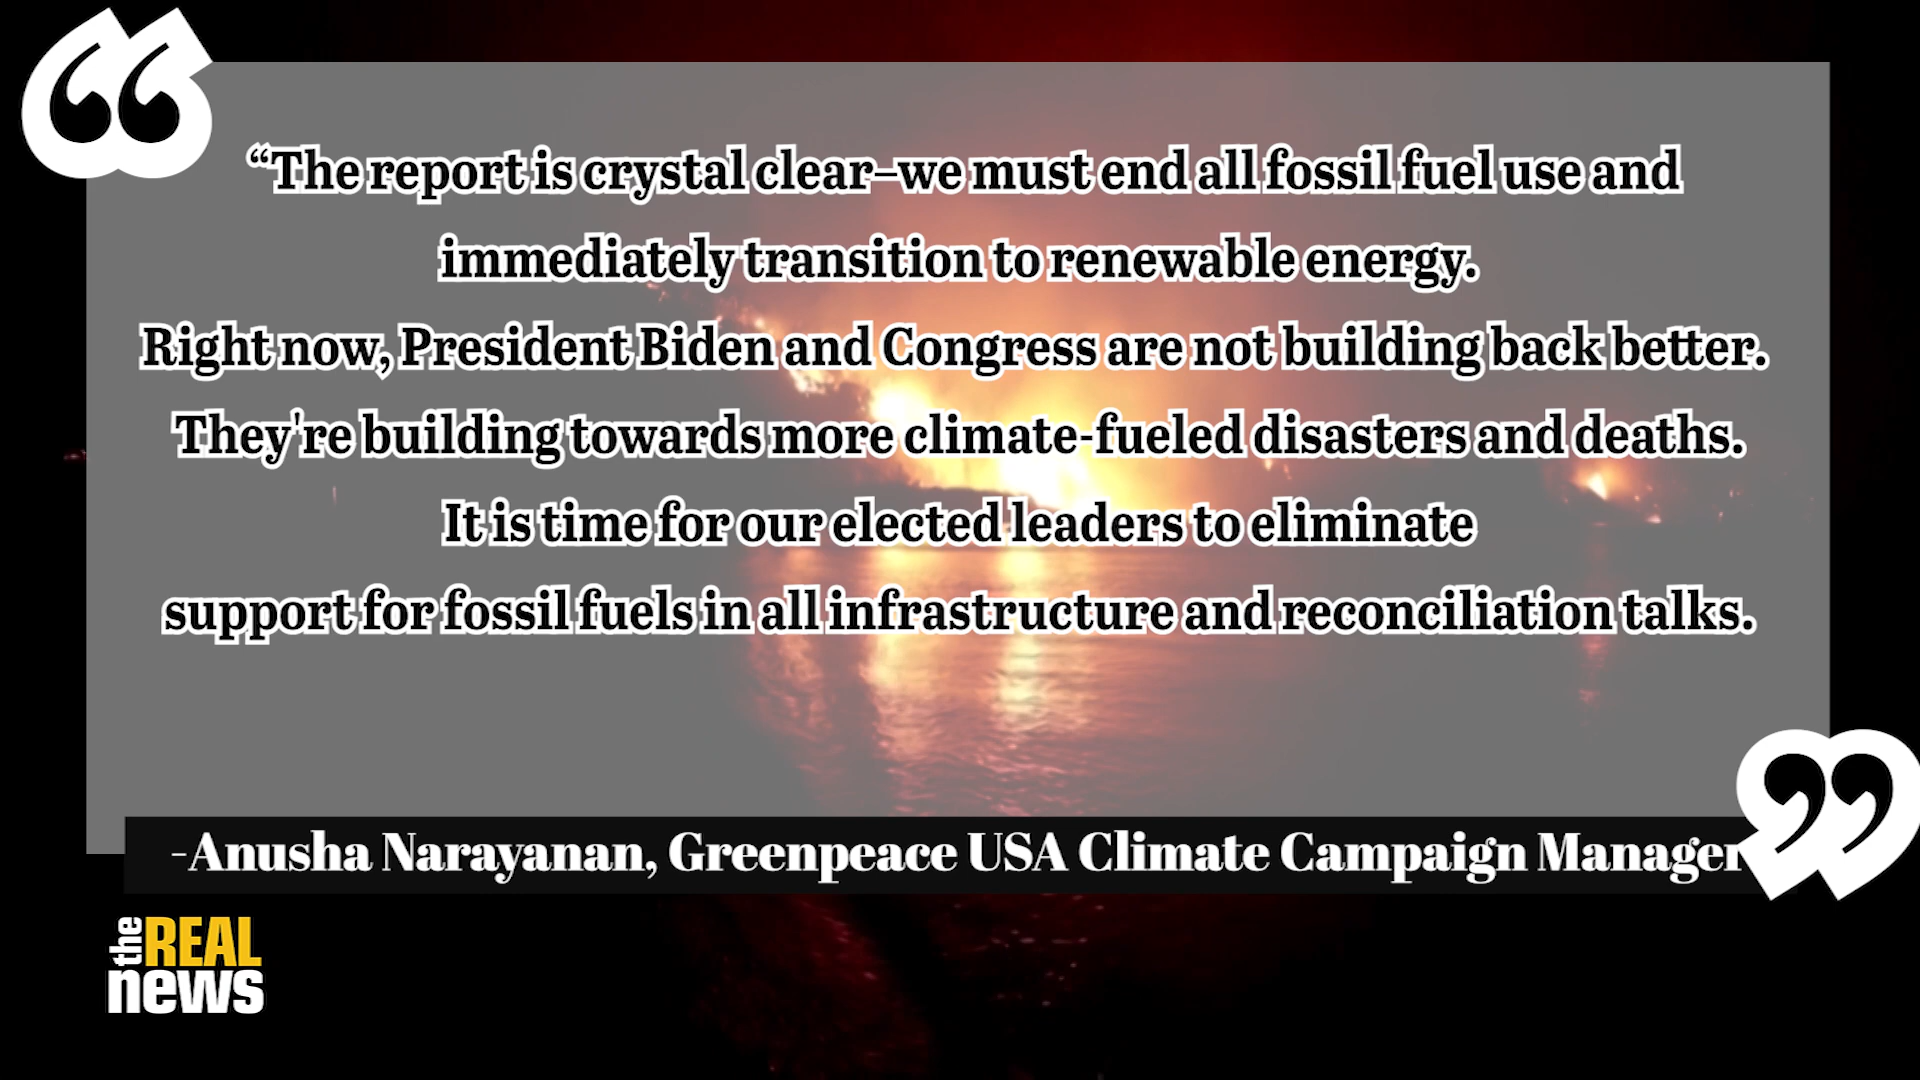 “The report is crystal clear–we must end all fossil fuel use and
immediately transition to renewable energy.
Right now, President Biden and Congress are not building back better.
They're building towards more climate-fueled disasters and deaths.
It is time for our elected leaders to eliminate
support for fossil fuels in all infrastructure and reconciliation talks.
-Anusha Narayanan, Greenpeace USA Climate Campaign Manager
the REAL
news